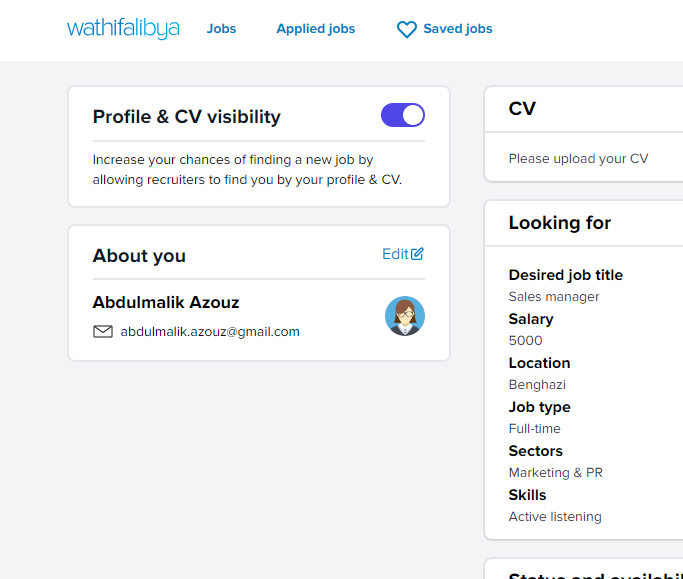 wathifalibya
Jobs
Applied jobs
Saved jobs
Profile & CV visibility
Increase your chances of finding a new job by
allowing recruiters to find you by your profile & CV.
About you
Edit
Abdulmalik Azouz
abdulmalik.azouz@gmail.com
CV
Please upload your CV
Looking for
Desired job title
Sales manager
Salary
5000
Location
Benghazi
Job type
Full-time
Sectors
Marketing & PR
Skills
Active listening
Status and